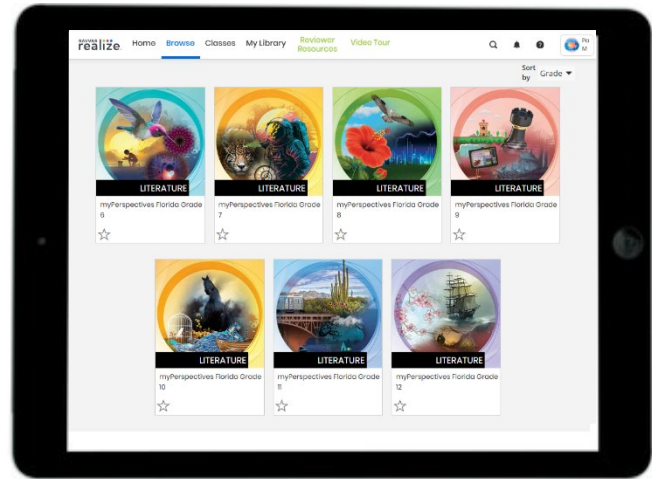 SAVVAS
realize. Home Browse Classes My Library Reviewer Resources Video Tour
Sort by Grade
LITERATURE
myPerspectives Florida Grade
6
LITERATURE
myPerspectives Florida Grade
7
LITERATURE
myPerspectives Florida Grade
8
LITERATURE
myPerspectives Florida Grade
9
LITERATURE
myPerspectives Florida Grade
10
LITERATURE
myPerspectives Florida Grade
11
LITERATURE
myPerspectives Florida Grade
12